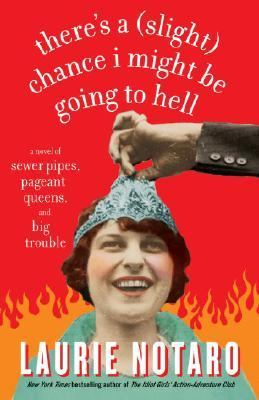 there's a (slight)
chance i might be
going to hell
a novel of
sewer pipes,
pageant
queens,
and
big
trouble
LAURIE NOTARO
New York Times bestselling author of The Idiot Girls' Action-Adventure Club